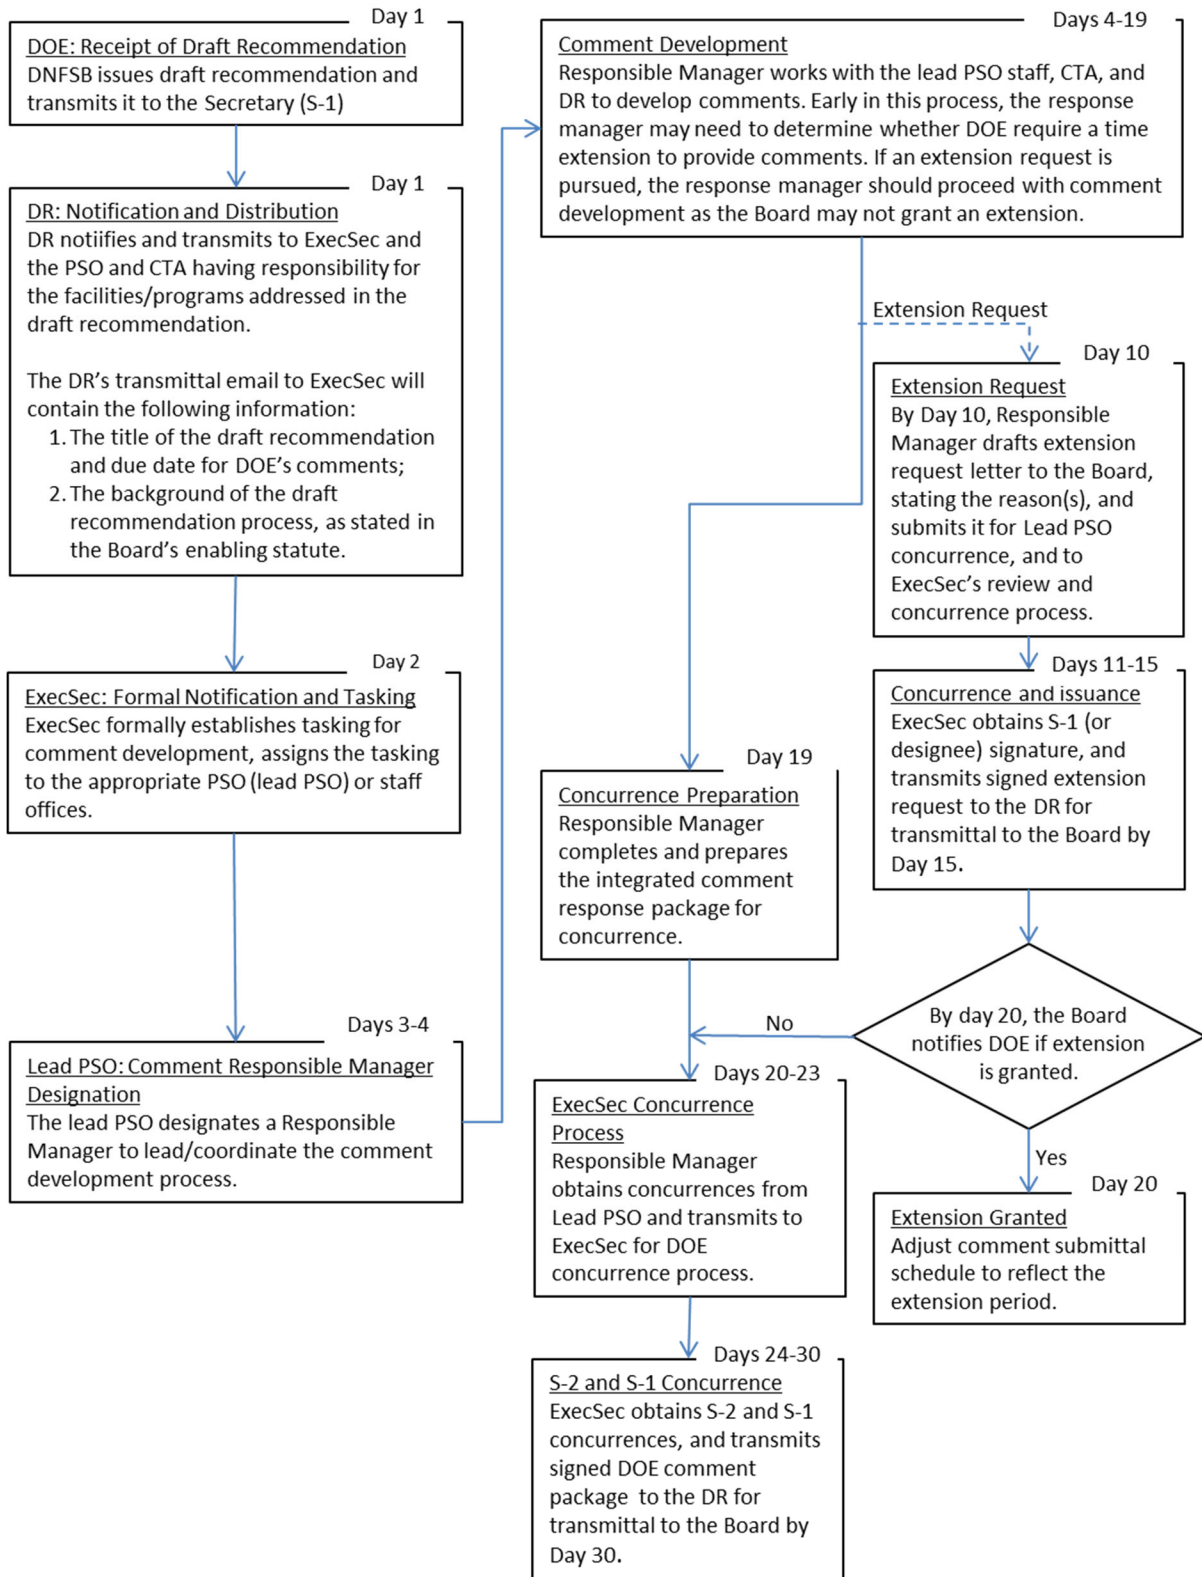 Day 1
DOE: Receipt of Draft Recommendation
DNFSB issues draft recommendation and
transmits it to the Secretary (S-1)
Day 1
DR: Notification and Distribution
DR notiifies and transmits to ExecSec and
the PSO and CTA having responsibility for
the facilities/programs addressed in the
draft recommendation.
The DR’s transmittal email to ExecSec will
contain the following information:
1. The title of the draft recommendation
and due date for DOE’s comments;
2. The background of the draft
recommendation process, as stated in
the Board’s enabling statute.
Day 2
ExecSec: Formal Notification and Tasking
ExecSec formally establishes tasking for
comment development, assigns the tasking
to the appropriate PSO (lead PSO) or staff
offices.
Days 3-4
Lead PSO: Comment Responsible Manager
Designation
The lead PSO designates a Responsible
Manager to lead/coordinate the comment
development process.
Days 4-19
Comment Development
Responsible Manager works with the lead PSO staff, CTA, and
DR to develop comments. Early in this process, the response
manager may need to determine whether DOE require a time
extension to provide comments. If an extension request is
pursued, the response manager should proceed with comment
development as the Board may not grant an extension.
Extension Request
Day 10
Extension Request
By Day 10, Responsible
Manager drafts extension
request letter to the Board,
stating the reason(s), and
submits it for Lead PSO
concurrence, and to
ExecSec’s review and
concurrence process.
Days 11-15
Concurrence and issuance
ExecSec obtains S-1 (or
designee) signature, and
transmits signed extension
request to the DR for
transmittal to the Board by
Day 15.
By day 20, the Board
notifies DOE if extension
is granted.
No
Yes
Day 20
Extension Granted
Adjust comment submittal
schedule to reflect the
extension period.
Day 19
Concurrence Preparation
Responsible Manager
completes and prepares
the integrated comment
response package for
concurrence.
Days 20-23
ExecSec Concurrence
Process
Responsible Manager
obtains concurrences from
Lead PSO and transmits to
ExecSec for DOE
concurrence process.
Days 24-30
S-2 and S-1 Concurrence
ExecSec obtains S-2 and S-1
concurrences, and transmits
signed DOE comment
package to the DR for
transmittal to the Board by
Day 30.